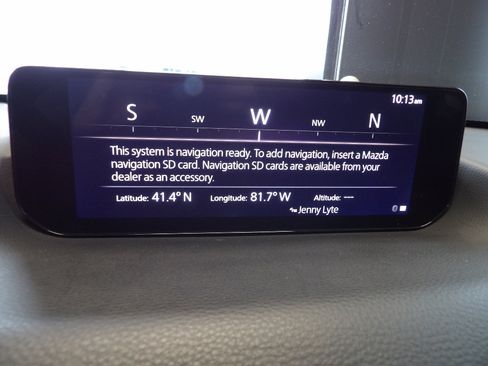 10:13am
S SW W NW N
This system is navigation ready. To add navigation, insert a Mazda
navigation SD card. Navigation SD cards are available from your
dealer as an accessory.
Latitude: 41.4° N Longitude: 81.7° W Altitude: ---
Jenny Lyte